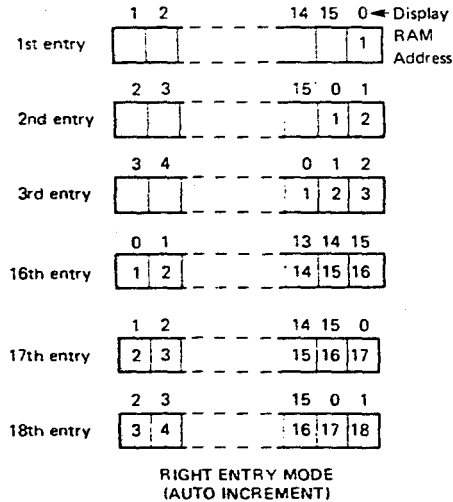 1 2 14 15 0 Display
1st entry 1 RAM
Address
2 3 15 0 1
2nd entry 1 2
3 4 0 1 2
3rd entry 1 2 3
0 1 13 14 15
16th entry 1 2 14 15 16
1 2 14 15 0
17th entry 2 3 15 16 17
2 3 15 0 1
18th entry 3 4 16 17 18
RIGHT ENTRY MODE
(AUTO INCREMENT)